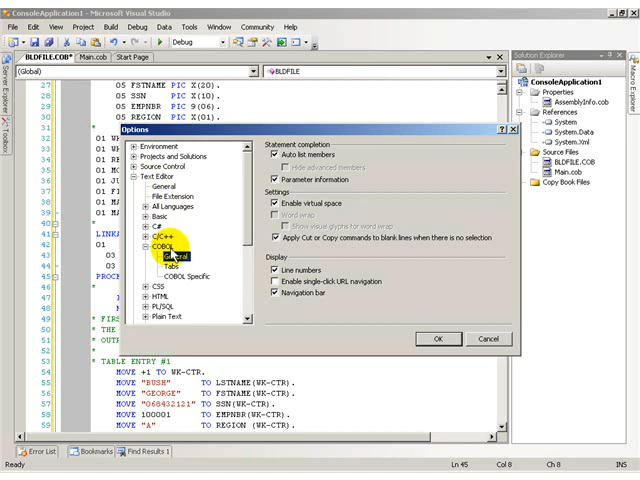 ConsoleApplication1 - Microsoft Visual Studio
File Edit View Project Build Debug Data Tools Window Community Help
Debug
BLDFILE.COB* Main.cob Start Page
(Global) BLDFILE
Server Explorer
Toolbox
27 05 FSTNAME PIC X(20).
28 05 SSN PIC X(10).
29 05 EMPNBR PIC 9(06).
30 05 REGION PIC X(01).
31 *
32 01 W
33 01 W
34 01 RE
35 01 MO
36 01 JU
37 01 FI
38 01 MA
39 01 MA
40 *
41 *
42 LINKA
43 01
44 03
45 03
46 PROCE
47
48
49 * FIRS
50 * THE
51 * OUTP
52 *
53 * TABLE ENTRY #1
54 MOVE +1 TO WK-CTR.
55 MOVE "BUSH" TO LSTNAME(WK-CTR).
56 MOVE "GEORGE" TO FSTNAME(WK-CTR).
57 MOVE "068432121" TO SSN(WK-CTR).
58 MOVE 100001 TO EMPNBR(WK-CTR).
59 MOVE "A" TO REGION (WK-CTR).
Options
Environment
Projects and Solutions
Source Control
Text Editor
General
File Extension
All Languages
Basic
C#
C/C++
COBOL
General
Tabs
COBOL Specific
CSS
HTML
PL/SQL
Plain Text
Statement completion
Auto list members
Hide advanced members
Parameter information
Settings
Enable virtual space
Word wrap
Show visual glyphs for word wrap
Apply Cut or Copy commands to blank lines when there is no selection
Display
Line numbers
Enable single-click URL navigation
Navigation bar
OK Cancel
Solution Explorer
ConsoleApplication1
Properties
AssemblyInfo.cob
References
System
System.Data
Source Files
BLDFILE.COB
Main.cob
Copy Book Files
Macro Explorer
Error List Bookmarks Find Results 1
Ready Ln 45 Col 8 Ch 8 INS